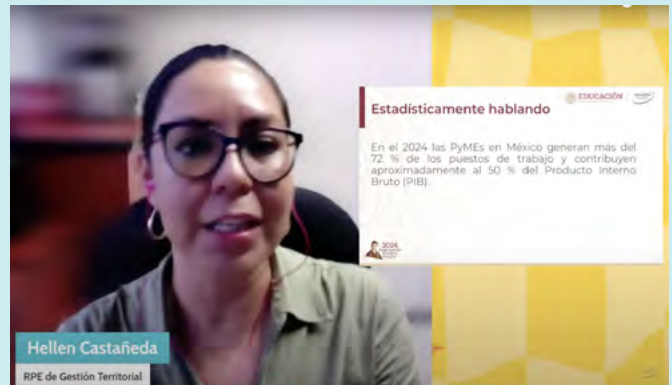 EDUCACIÓN
Estadísticamente hablando
En el 2024 las PyMEs en México generan más del
72 % de los puestos de trabajo y contribuyen
aproximadamente al 50 % del Producto Interno
Bruto (PIB).
2024
Hellen Castañeda
RPE de Gestión Territorial